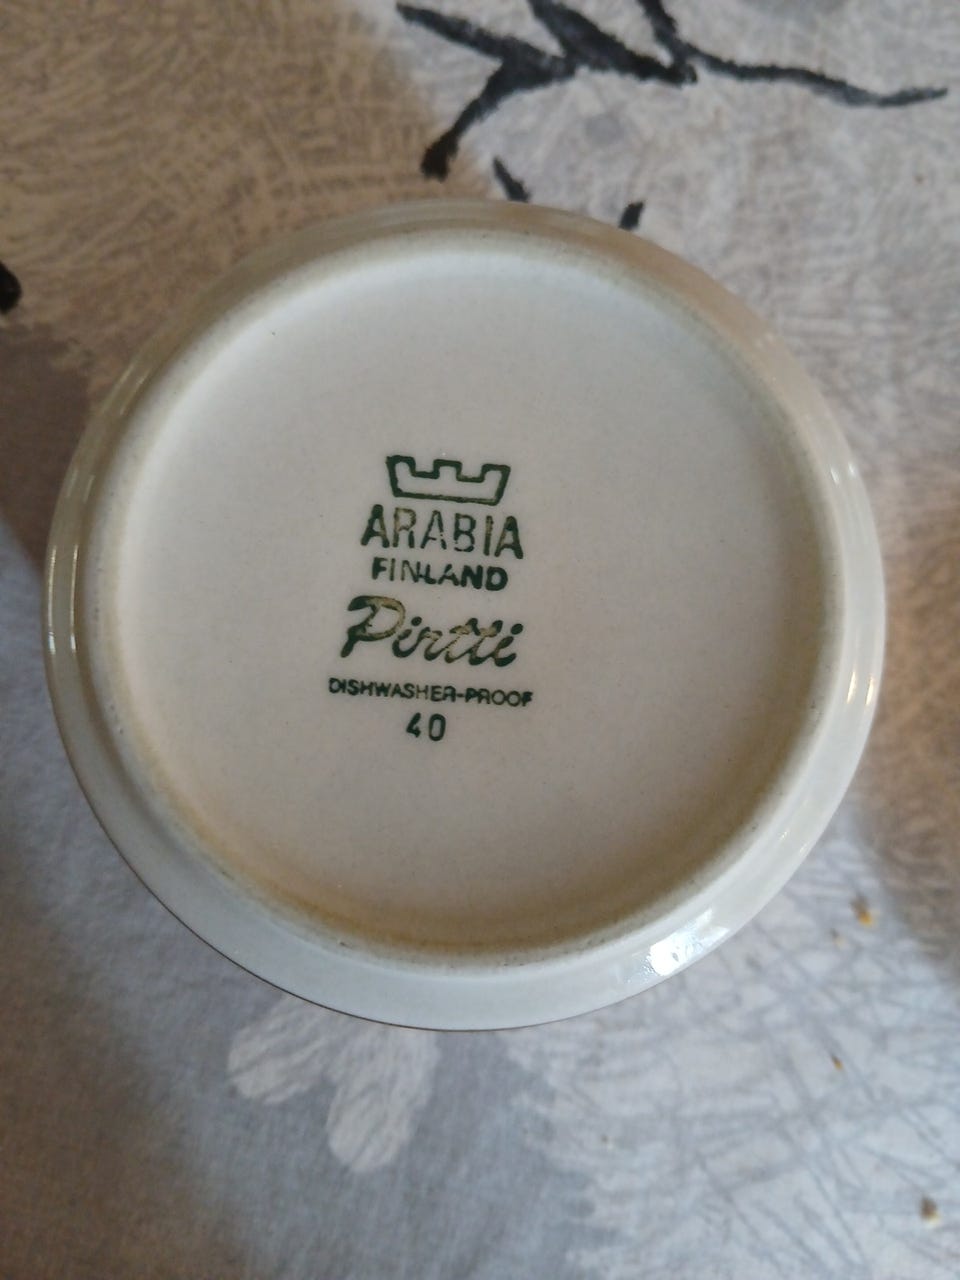 ARABIA
FINLAND
Pirtti
DISHWASHER-PROOF
40